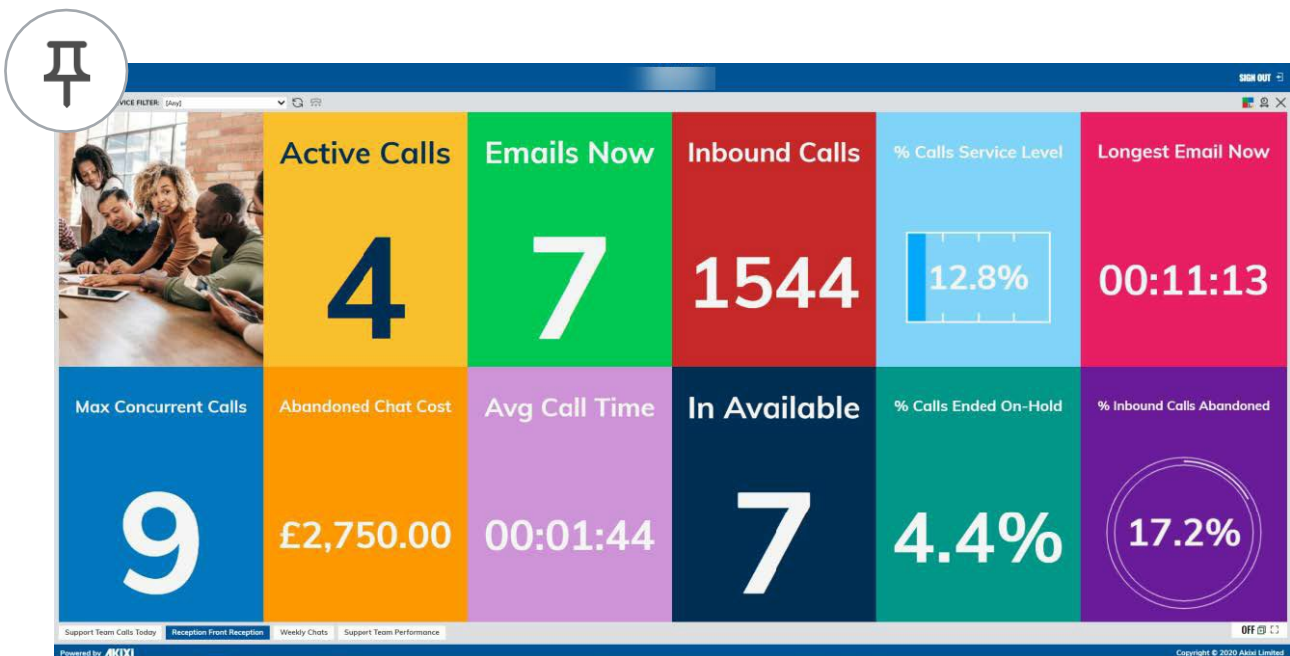 SIGN OUT
VICE FILTER: [Any]
Active Calls
4
Emails Now
7
Inbound Calls
1544
% Calls Service Level
12.8%
Longest Email Now
00:11:13
Max Concurrent Calls
9
Abandoned Chat Cost
£2,750.00
Avg Call Time
00:01:44
In Available
7
% Calls Ended On-Hold
4.4%
% Inbound Calls Abandoned
17.2%
Support Team Calls Today Reception Front Reception Weekly Chats Support Team Performance OFF
Powered by AKIXI Copyright © 2020 Akixi Limited